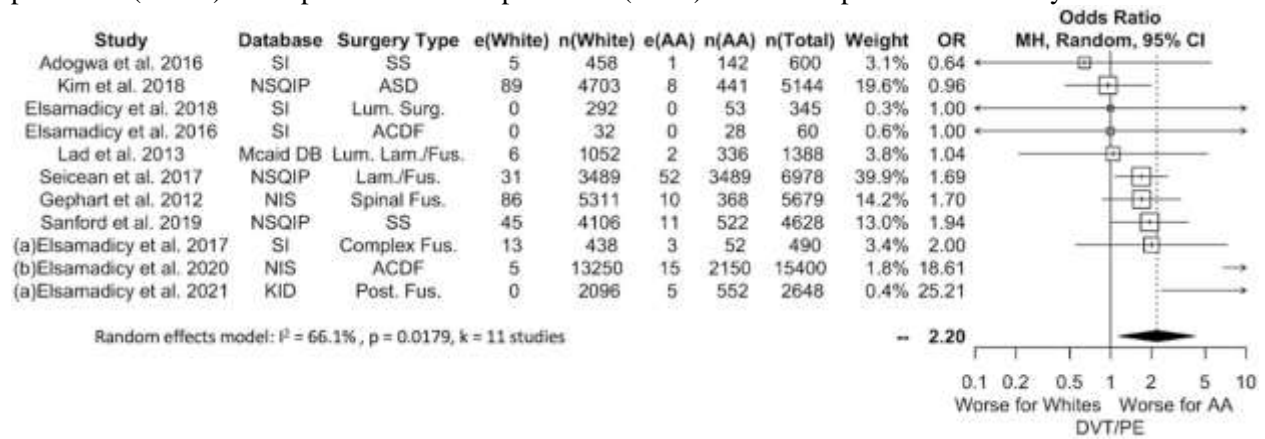 Odds Ratio
Study Database Surgery Type e(White) n(White) e(AA) n(AA) n(Total) Weight OR MH, Random, 95% CI
Adogwa et al. 2016 SI SS 5 458 1 142 600 3.1% 0.64
Kim et al. 2018 NSQIP ASD 89 4703 8 441 5144 19.6% 0.96
Elsamadicy et al. 2018 SI Lum. Surg. 0 292 0 53 345 0.3% 1.00
Elsamadicy et al. 2016 SI ACDF 0 32 0 28 60 0.6% 1.00
Lad et al. 2013 Mcaid DB Lum. Lam./Fus. 6 1052 2 336 1388 3.8% 1.04
Seicean et al. 2017 NSQIP Lam./Fus. 31 3489 52 3489 6978 39.9% 1.69
Gephart et al. 2012 NIS Spinal Fus. 86 5311 10 368 5679 14.2% 1.70
Sanford et al. 2019 NSQIP SS 45 4106 11 522 4628 13.0% 1.94
(a)Elsamadicy et al. 2017 SI Complex Fus. 13 438 3 52 490 3.4% 2.00
(b)Elsamadicy et al. 2020 NIS ACDF 5 13250 15 2150 15400 1.8% 18.61
(a)Elsamadicy et al. 2021 KID Post. Fus. 0 2096 5 552 2648 0.4% 25.21
Random effects model: I² = 66.1% , p = 0.0179, k = 11 studies -- 2.20
0.1 0.2 0.5 1 2 5 10
Worse for Whites Worse for AA
DVT/PE